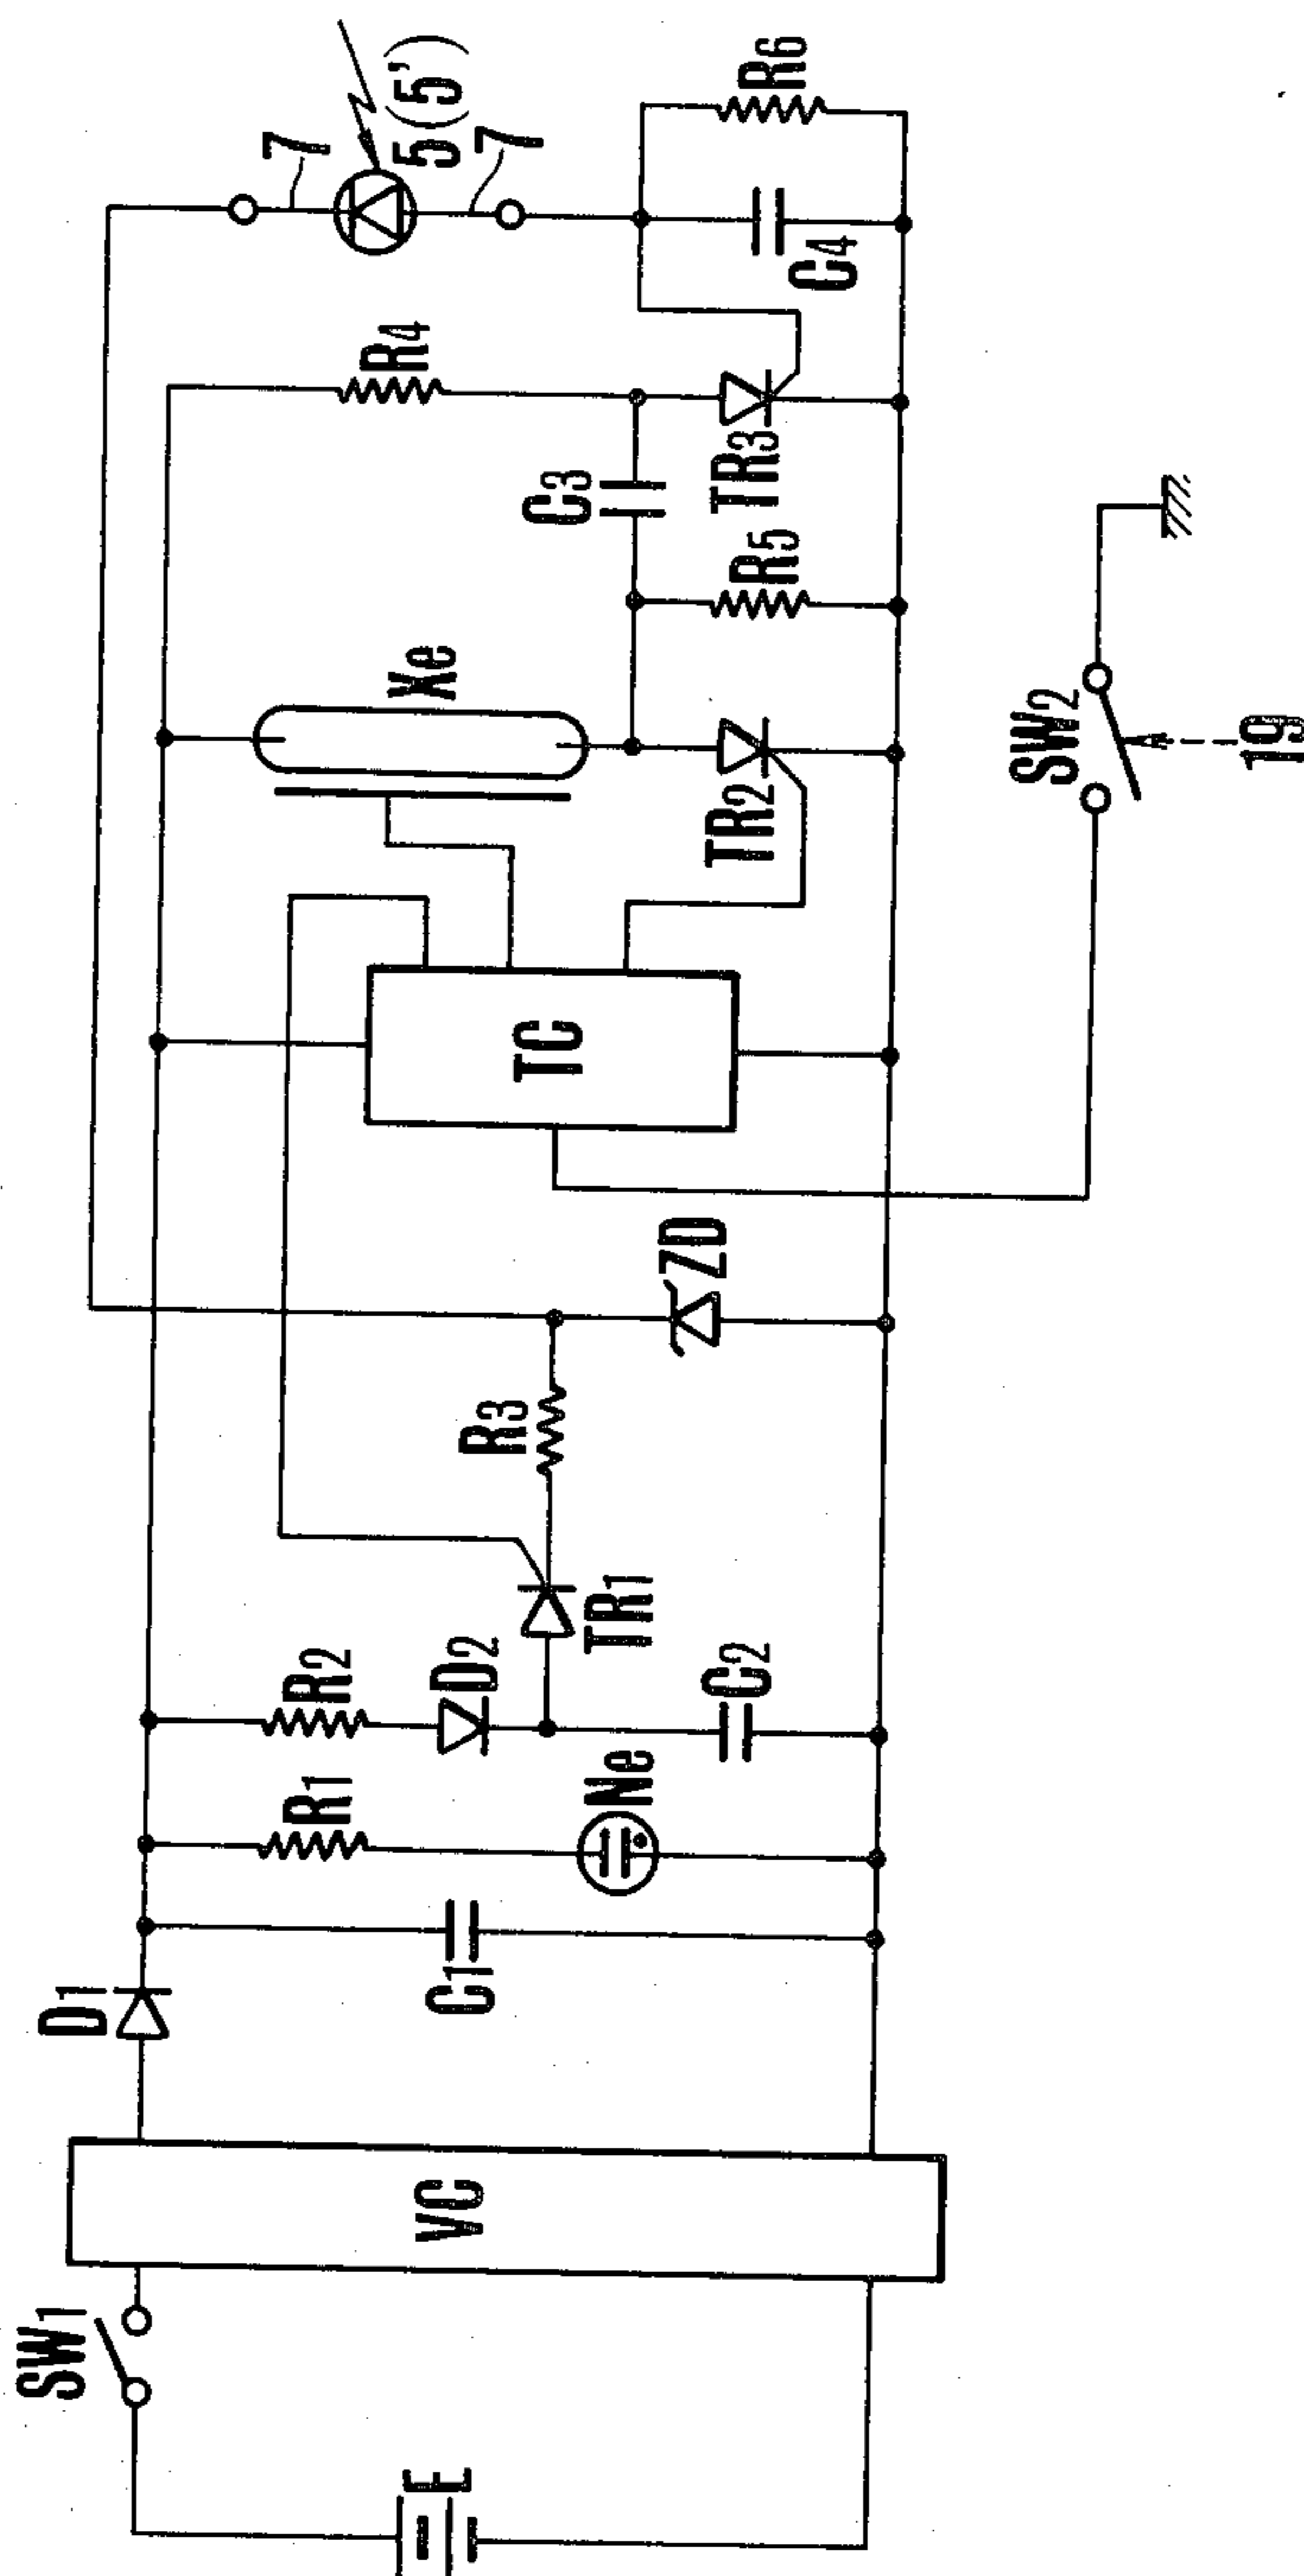 SW1
E
VC
D1
C1
R1
Ne
R2
D2
C2
TR1
R3
ZD
TC
Xe
TR2
SW2
19
R5
C3
TR3
R4
7
5(5')
7
C4
R6